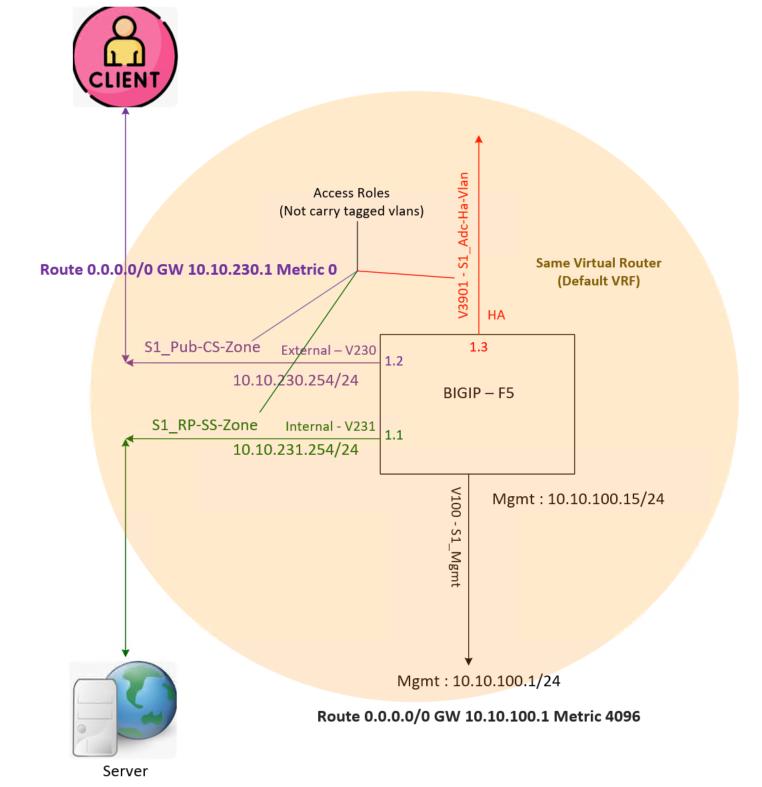 CLIENT
Access Roles
(Not carry tagged vlans)
V3901 - S1_Adc-Ha-Vlan
Same Virtual Router
(Default VRF)
Route 0.0.0.0/0 GW 10.10.230.1 Metric 0
HA
S1_Pub-CS-Zone
External – V230
1.3
1.2
10.10.230.254/24
BIGIP – F5
S1_RP-SS-Zone
Internal - V231
1.1
10.10.231.254/24
V100 - S1_Mgmt
Mgmt : 10.10.100.15/24
Mgmt : 10.10.100.1/24
Route 0.0.0.0/0 GW 10.10.100.1 Metric 4096
Server